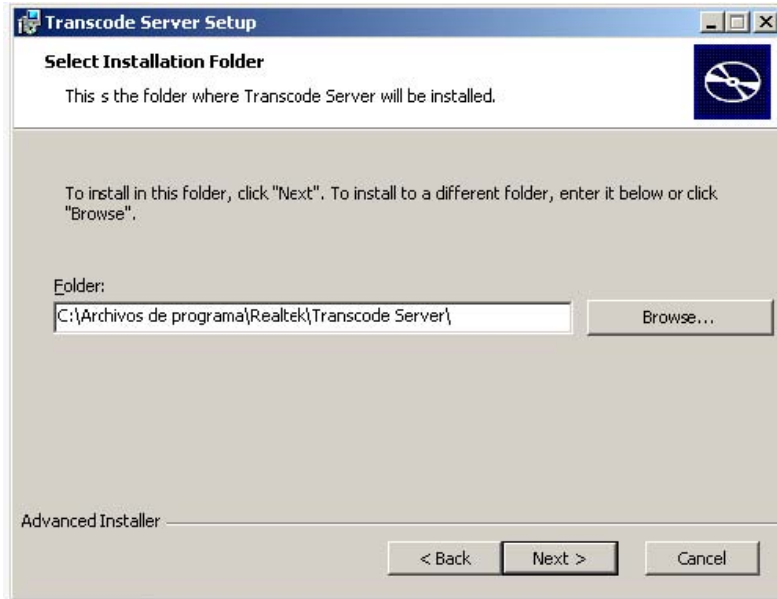 Transcode Server Setup
Select Installation Folder
This s the folder where Transcode Server will be installed.
To install in this folder, click "Next". To install to a different folder, enter it below or click
"Browse".
Folder:
C:\Archivos de programa\Realtek\Transcode Server\
Browse...
Advanced Installer
< Back
Next >
Cancel